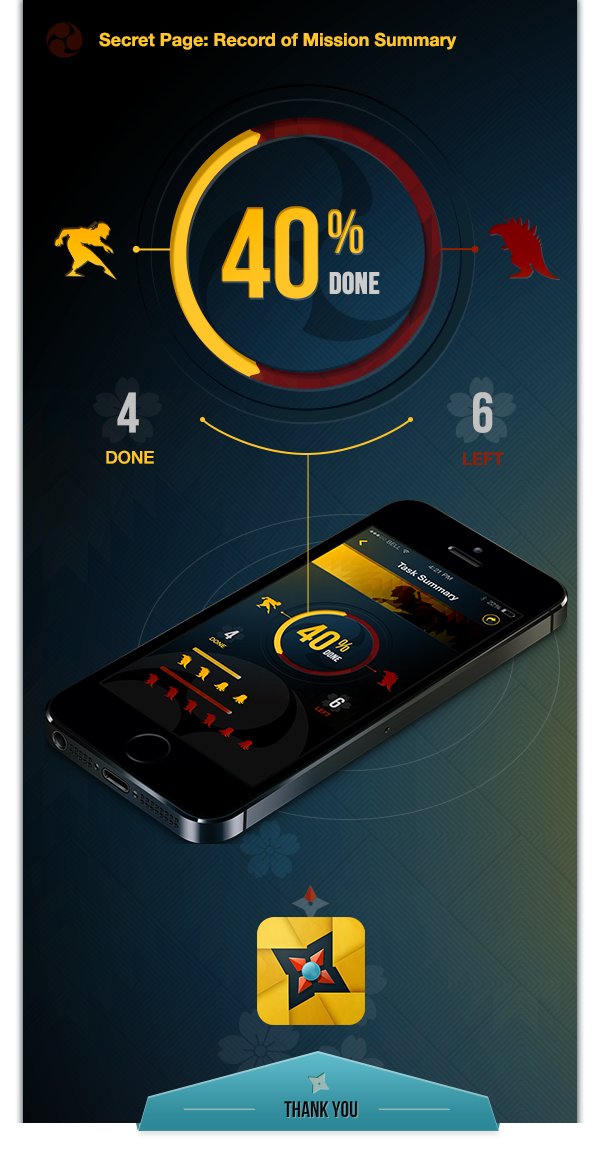 Secret Page: Record of Mission Summary
40%
DONE
4
DONE
6
LEFT
BELL
4:21 PM
22%
Task Summary
40%
DONE
4
DONE
6
LEFT
THANK YOU